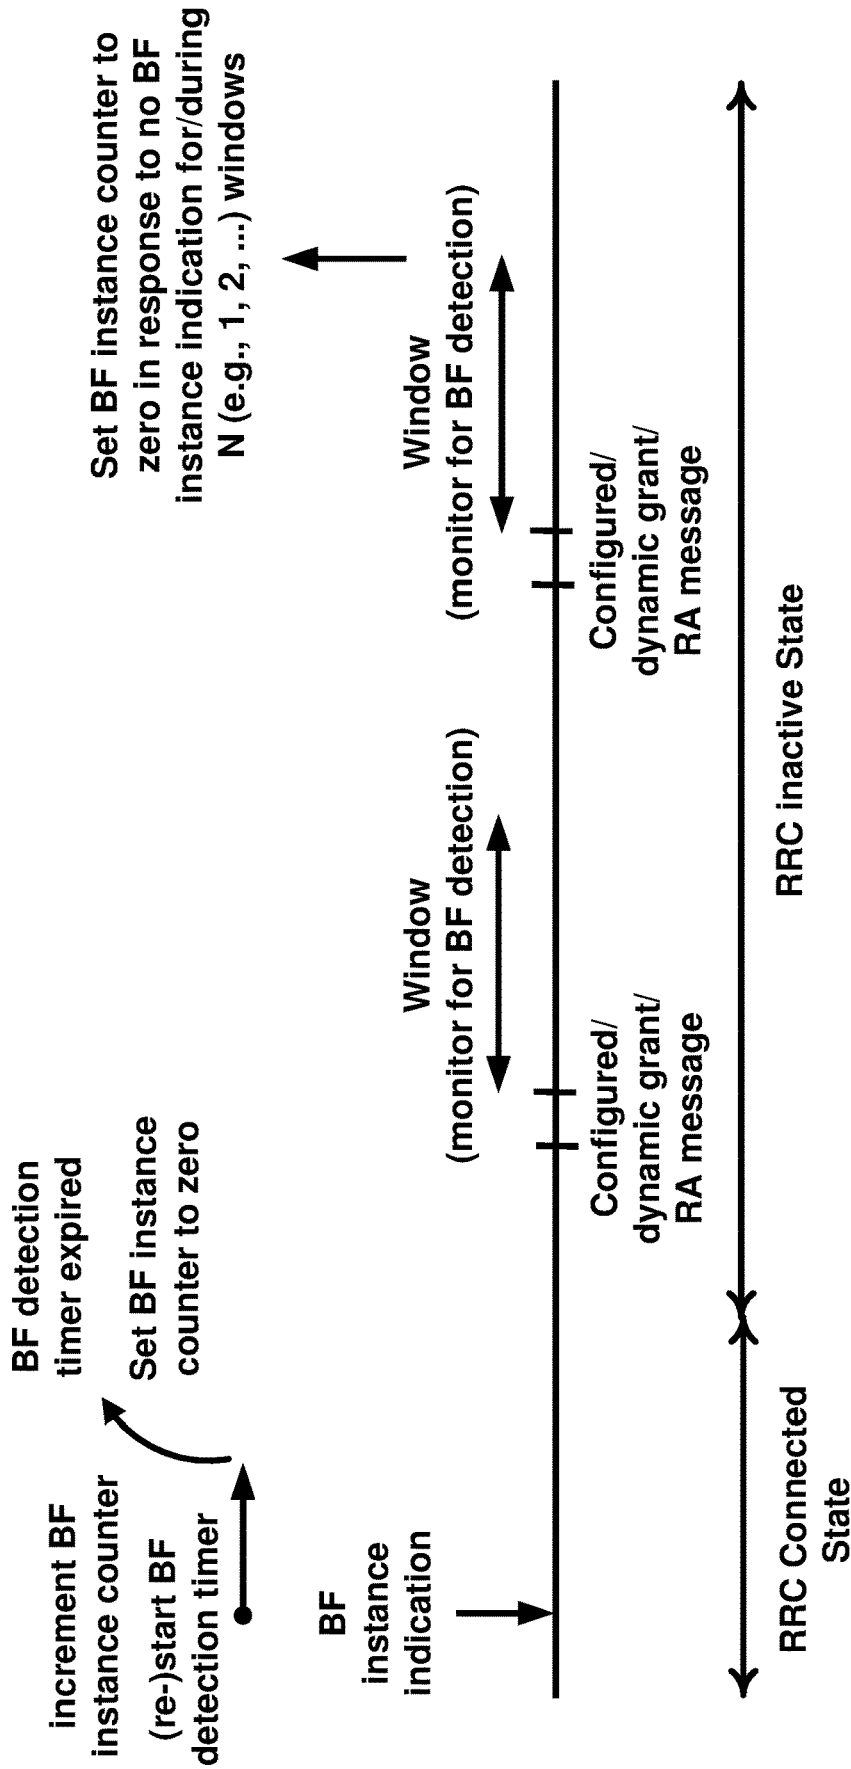 increment BF
instance counter
(re-)start BF
detection timer
BF detection
timer expired
Set BF instance
counter to zero
Set BF instance counter to
zero in response to no BF
instance indication for/during
N (e.g., 1, 2, ...) windows
BF
instance
indication
Window
(monitor for BF detection)
Window
(monitor for BF detection)
Configured/
dynamic grant/
RA message
Configured/
dynamic grant/
RA message
RRC Connected
State
RRC inactive State